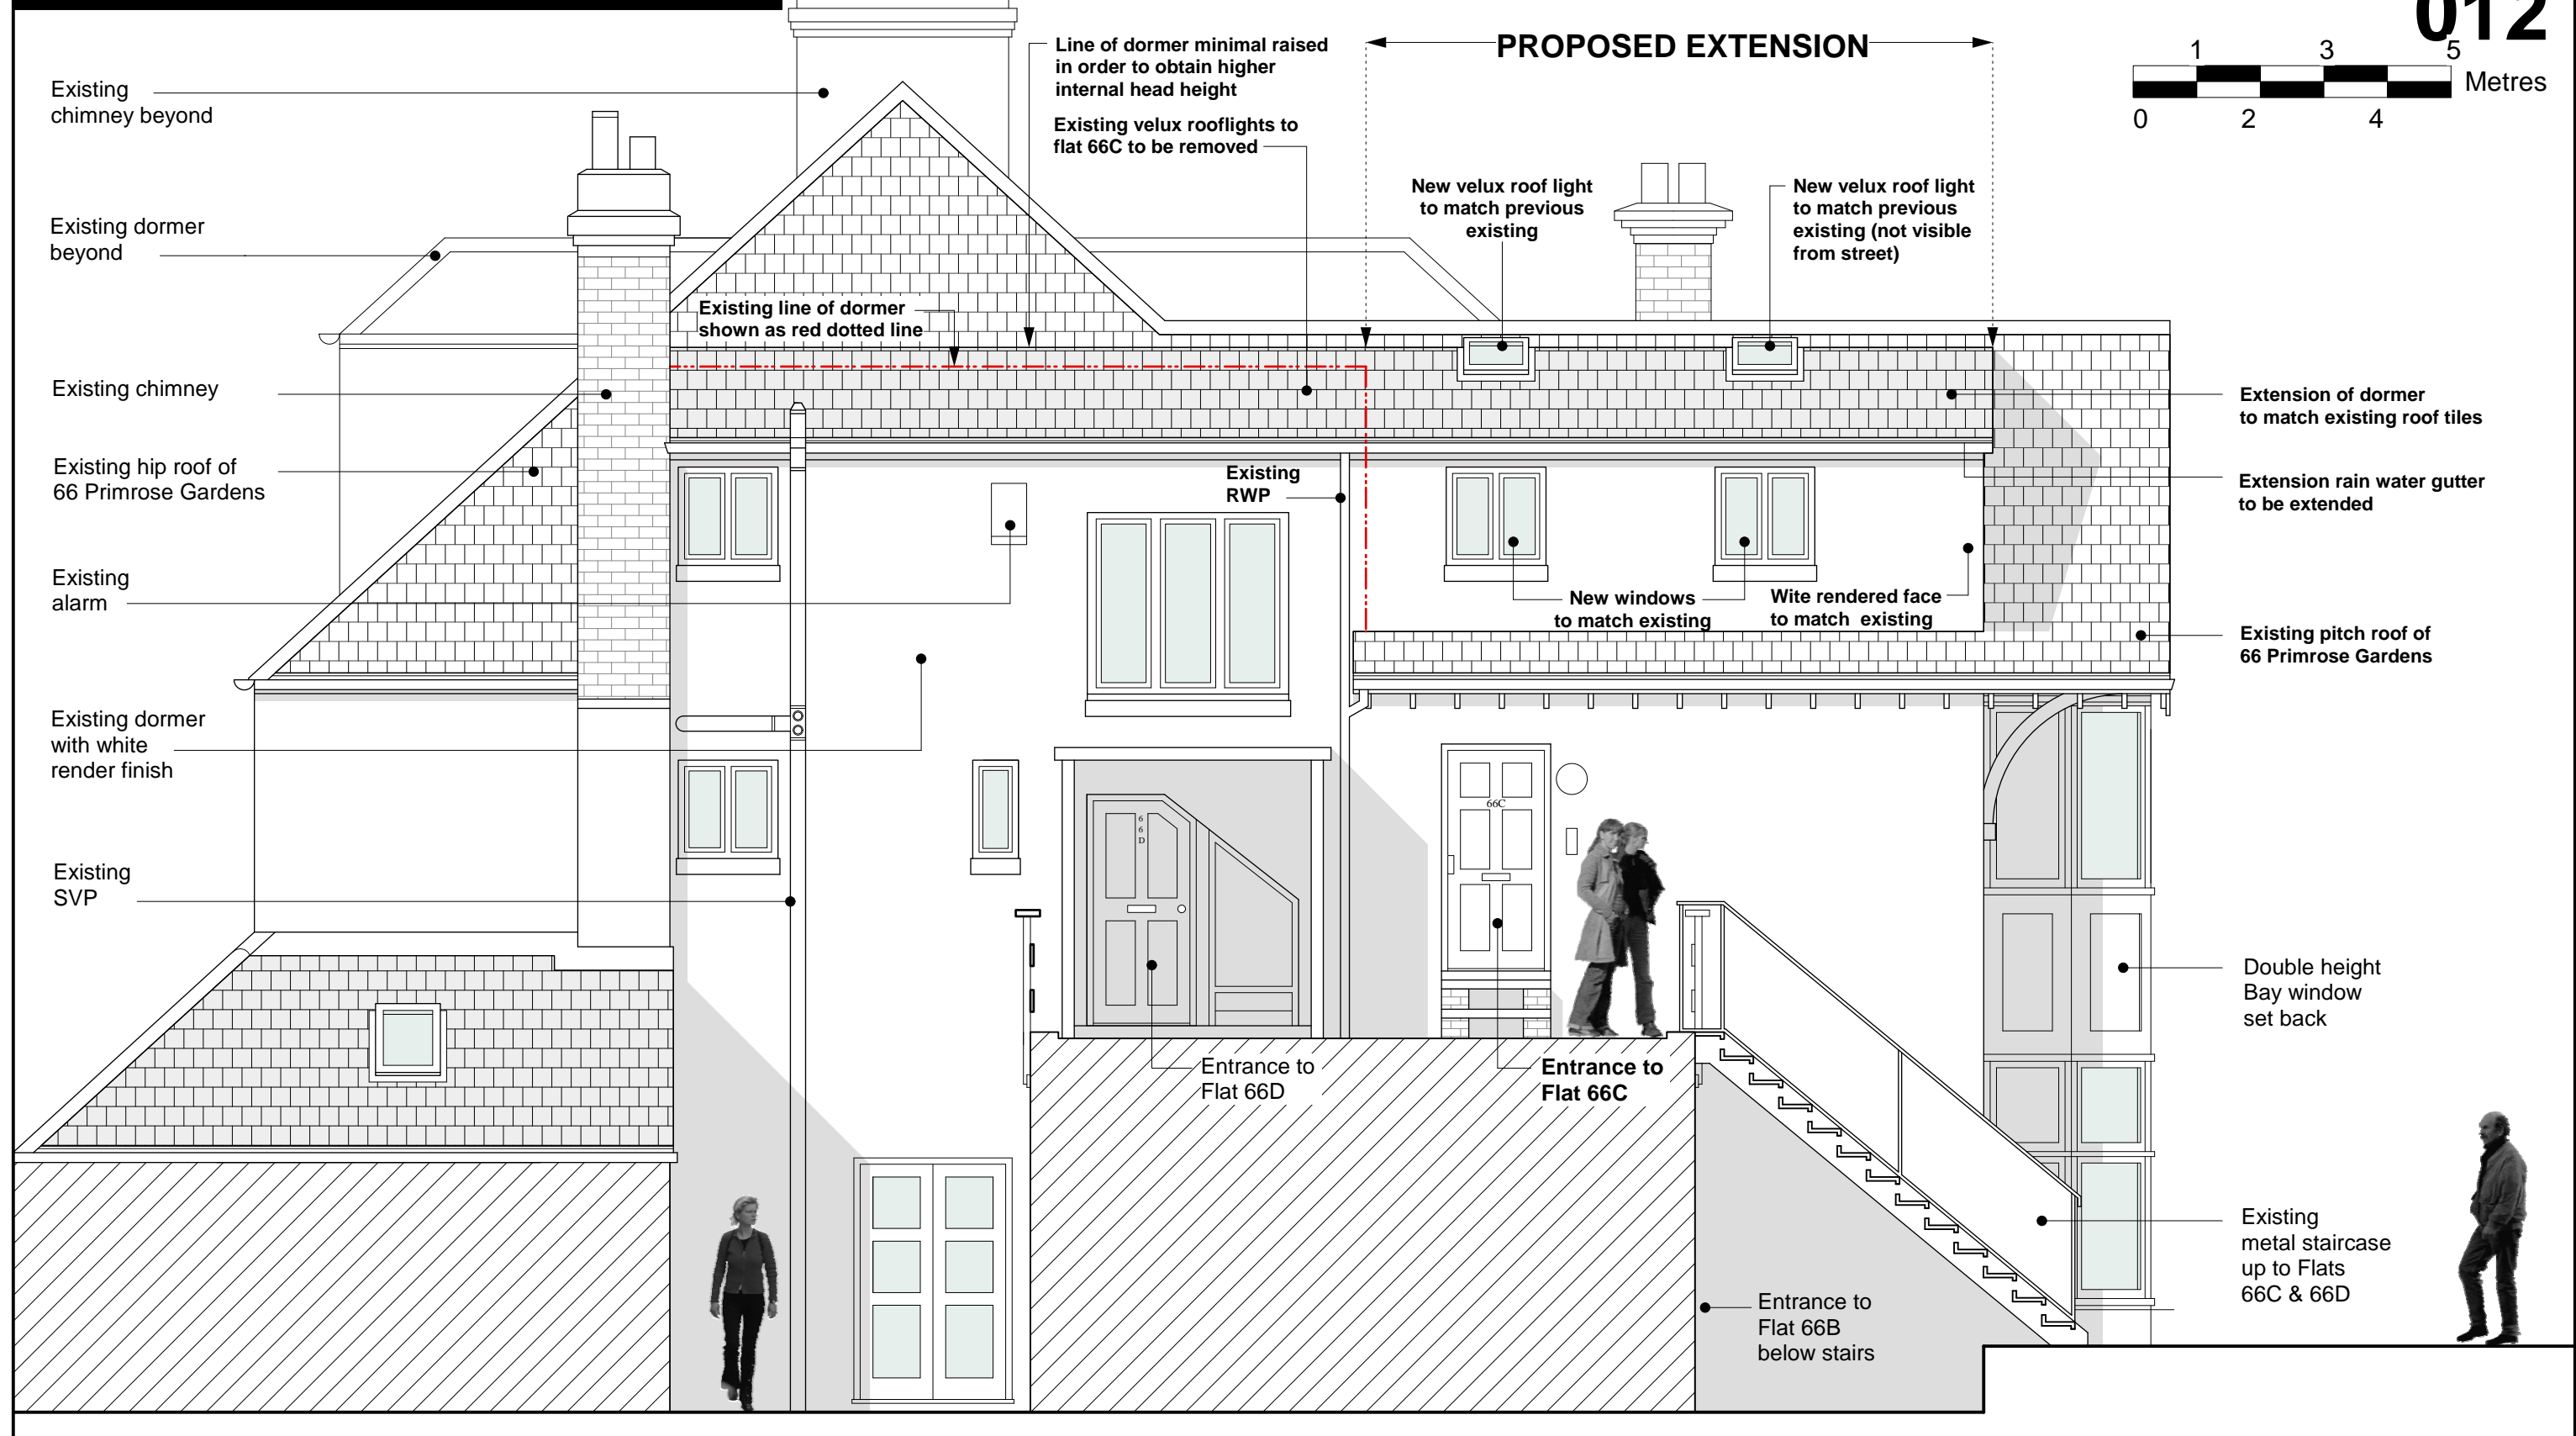 012
1 3 5
Metres
0 2 4
PROPOSED EXTENSION
Line of dormer minimal raised
in order to obtain higher
internal head height
Existing velux rooflights to
flat 66C to be removed
Existing
chimney beyond
New velux roof light
to match previous
existing
New velux roof light
to match previous
existing (not visible
from street)
Existing dormer
beyond
Existing line of dormer
shown as red dotted line
Existing chimney
Extension of dormer
to match existing roof tiles
Existing hip roof of
66 Primrose Gardens
Existing
RWP
Extension rain water gutter
to be extended
Existing
alarm
New windows
to match existing
Wite rendered face
to match existing
Existing pitch roof of
66 Primrose Gardens
Existing dormer
with white
render finish
66C
6
6
D
Existing
SVP
Double height
Bay window
set back
Entrance to
Flat 66D
Entrance to
Flat 66C
Existing
metal staircase
up to Flats
66C & 66D
Entrance to
Flat 66B
below stairs